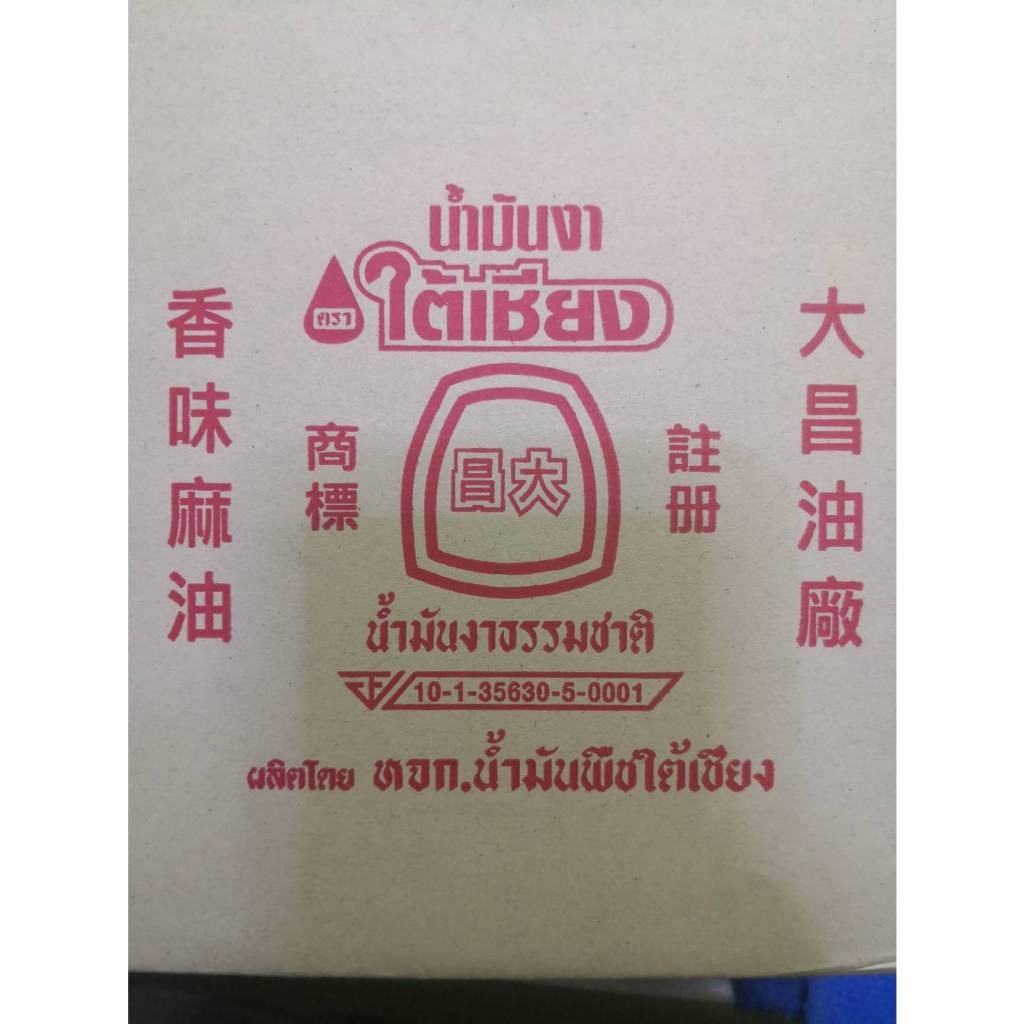 น้ำมันงา
ตรา
ใต้เชียง
香味麻油
商標
昌大
註册
大昌油廠
น้ำมันงาธรรมชาติ
10-1-35630-5-0001
ผลิตโดย หจก.น้ำมันพืชใต้เชียง